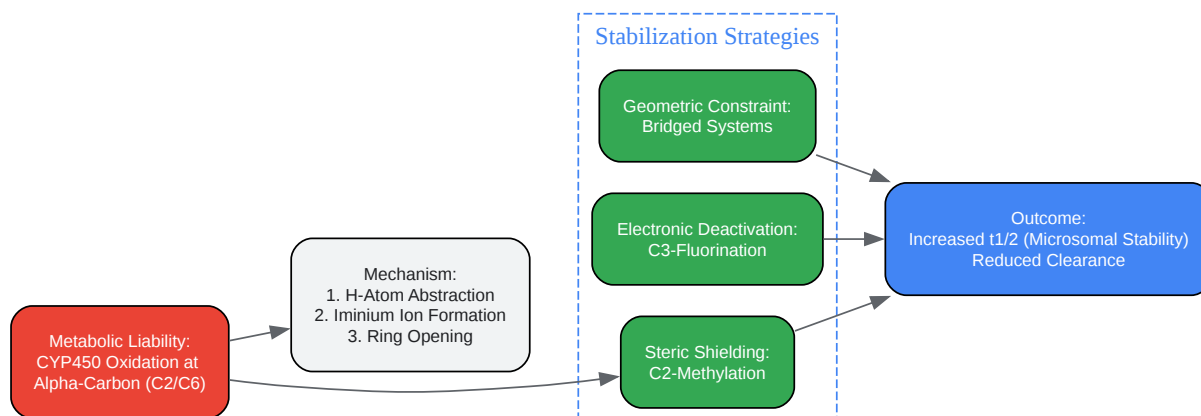 Stabilization Strategies
Geometric Constraint:
Bridged Systems
Electronic Deactivation:
C3-Fluorination
Steric Shielding:
C2-Methylation
Outcome:
Increased t1/2 (Microsomal Stability)
Reduced Clearance
Mechanism:
1. H-Atom Abstraction
2. Iminium Ion Formation
3. Ring Opening
Metabolic Liability:
CYP450 Oxidation at
Alpha-Carbon (C2/C6)